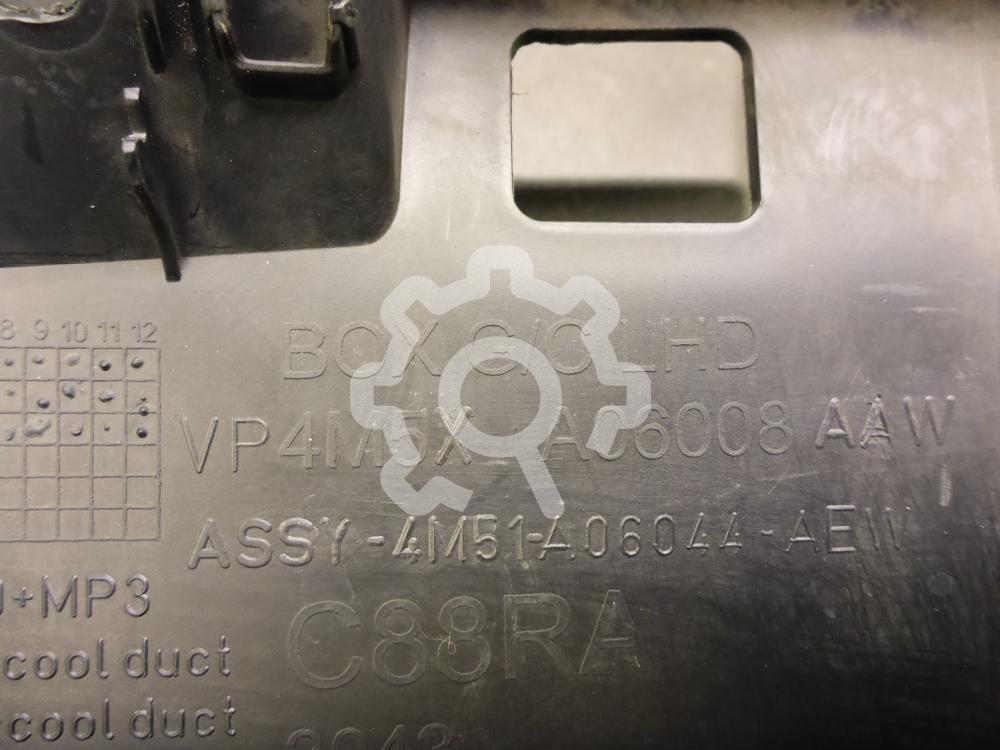 8 9 10 11 12
BOX G/C LHD
VP4M5X A06008 AAW
ASSY-4M51-A06044-AEW
+MP3
C88RA
cool duct
cool duct